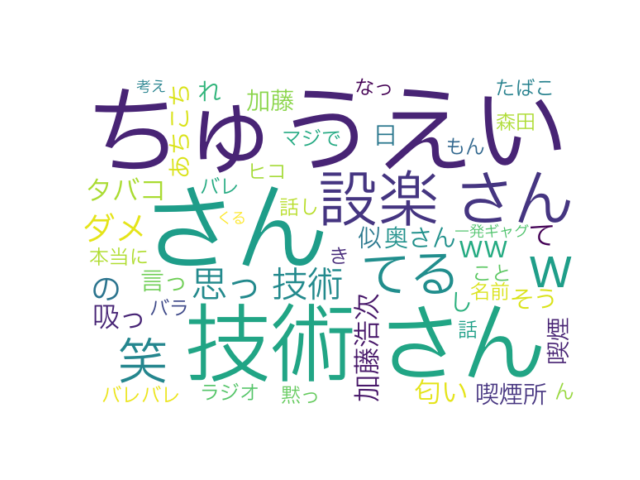 考え
あちこち
れ
加藤
なっ
たばこ
ちゅうえい
マジで
日
もん
森田
タバコ
バレ
ヒコ
さん
設楽 さん
ダメ
話し
くる
似
奥さん
一発ギャグ
て
本当に
き
ww
w
の
言っ
思っ
技術
てる
こと
名前
そう
吸っ
バラ
技術 さん
加藤浩次
し
話
喫煙
笑
バレバレ
ラジオ
黙っ
匂い
喫煙所
ん